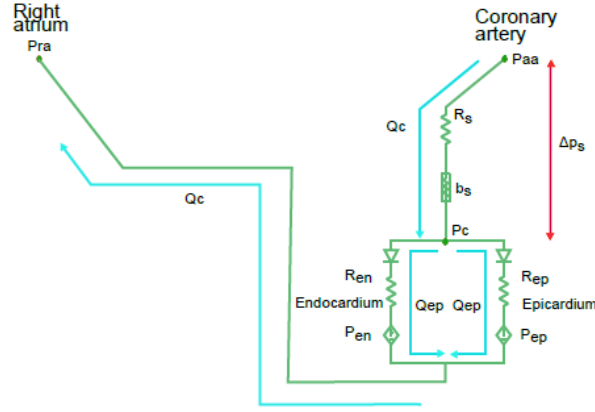 Right
atrium
Pra
Coronary
artery
Paa
Rs
Qc
Δps
bs
Qc
Pc
Ren
Rep
Endocardium
Qep
Qep
Epicardium
Pen
Pep